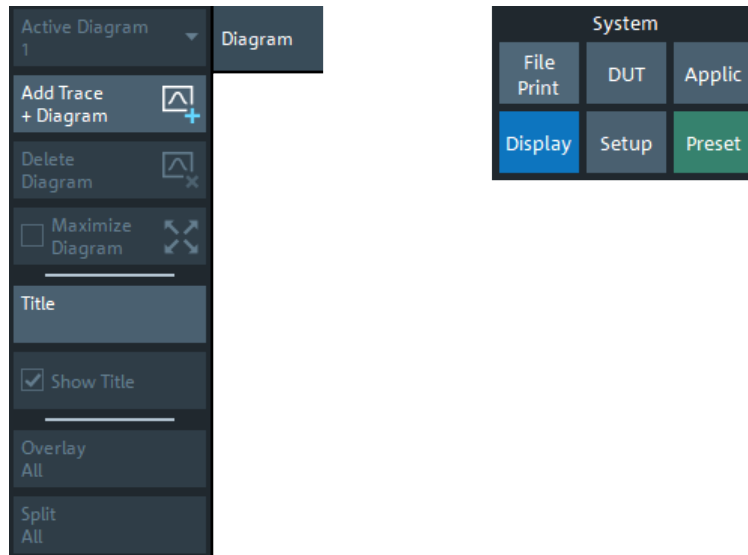 Active Diagram
1
Diagram
Add Trace
+ Diagram
Delete
Diagram
Maximize
Diagram
Title
Show Title
Overlay
All
Split
All
System
File
Print
DUT
Applic
Display
Setup
Preset